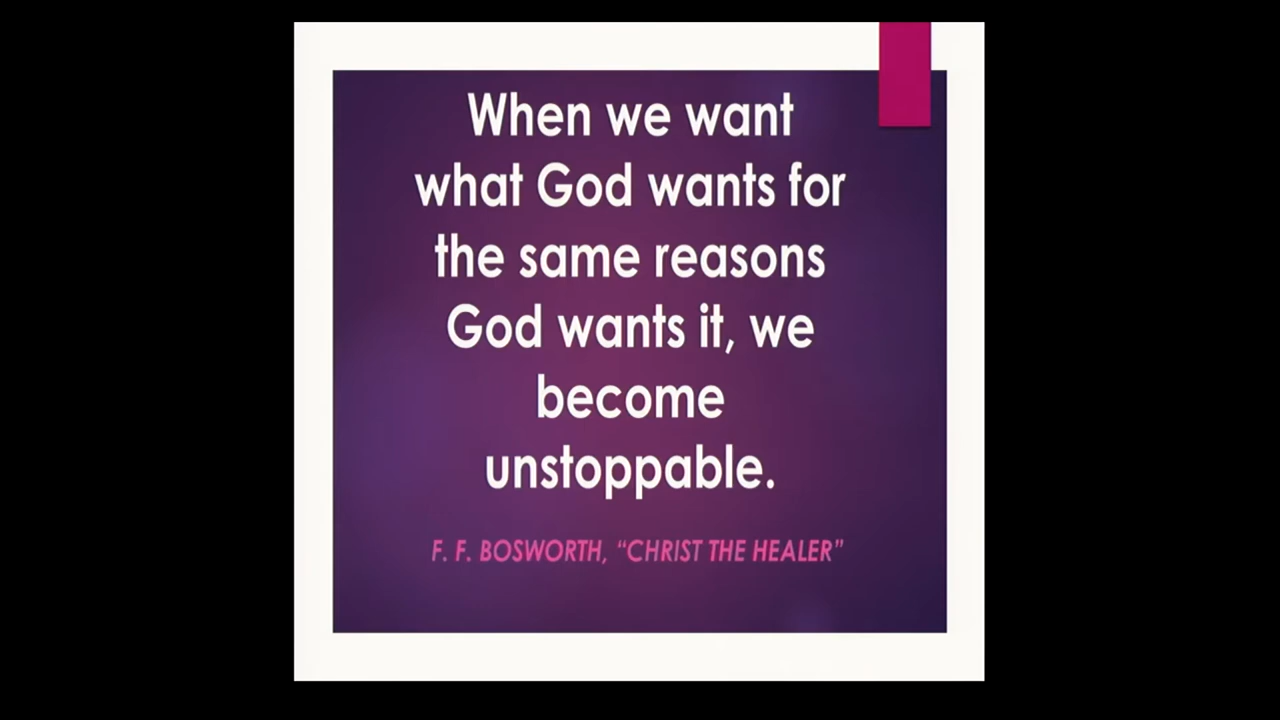 When we want
what God wants for
the same reasons
God wants it, we
become
unstoppable.
F. F. BOSWORTH, “CHRIST THE HEALER”